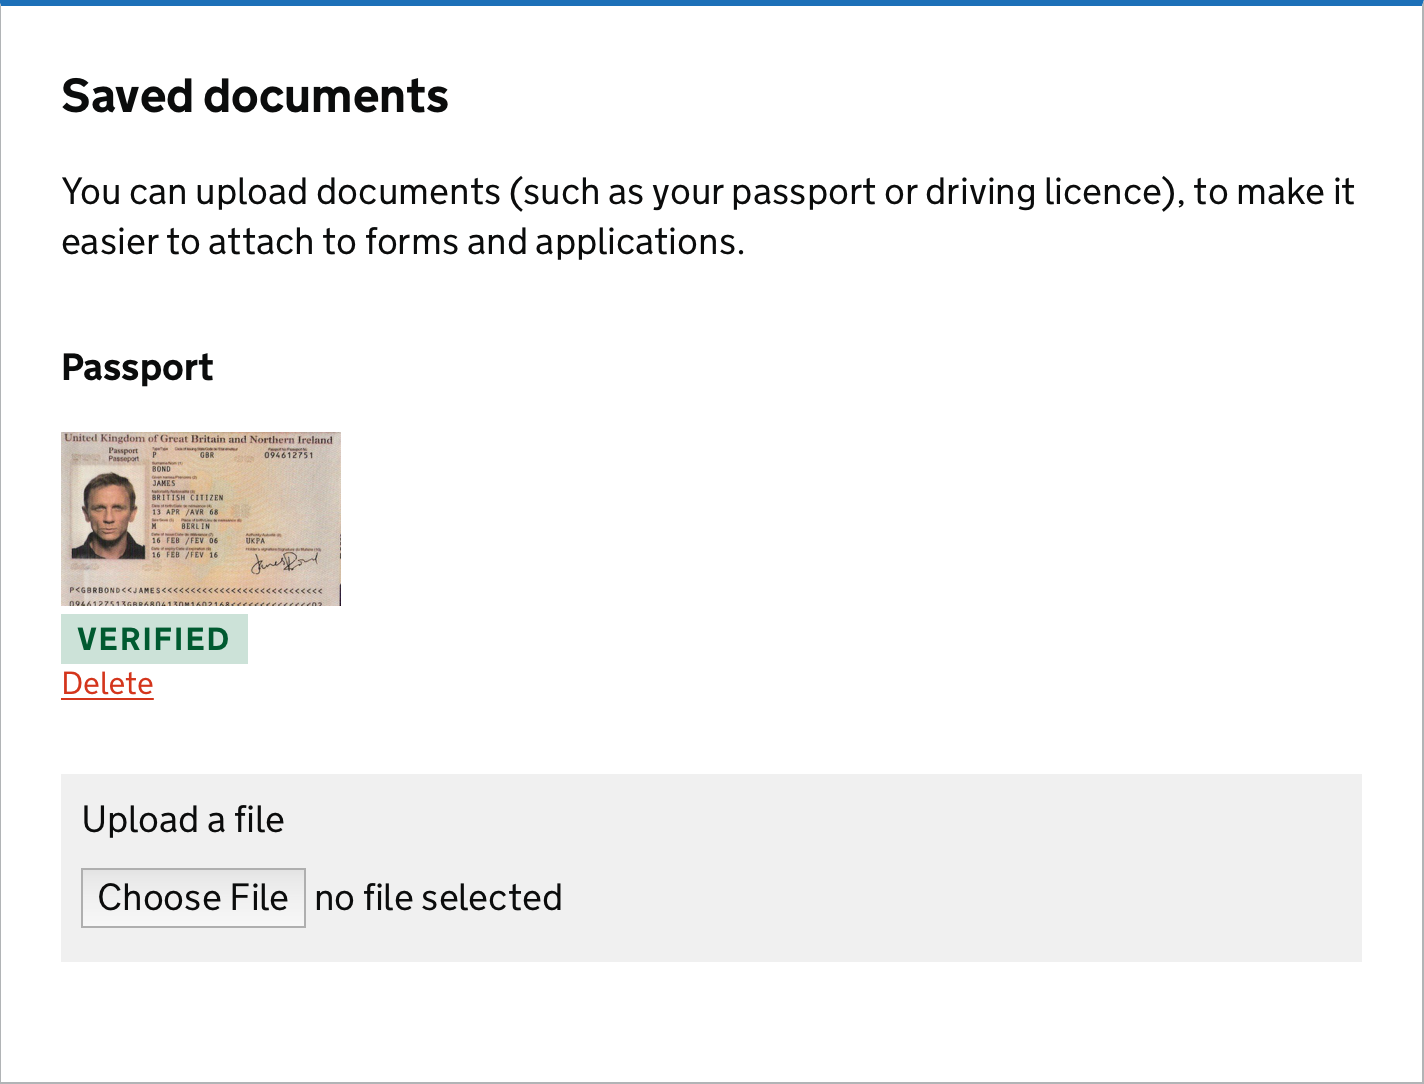 Saved documents
You can upload documents (such as your passport or driving licence), to make it
easier to attach to forms and applications.
Passport
United Kingdom of Great Britain and Northern Ireland
Passport
Passeport
P GBR 094612751
BOND
JAMES
BRITISH CITIZEN
13 APR /AVR 68
M BERLIN
16 FEB /FEV 06
UKPA
16 FEB /FEV 16
James Bond
P<GBRBOND<<JAMES<<<<<<<<<<<<<<<<<<<<<<<<<<<<
VERIFIED
Delete
Upload a file
Choose File no file selected